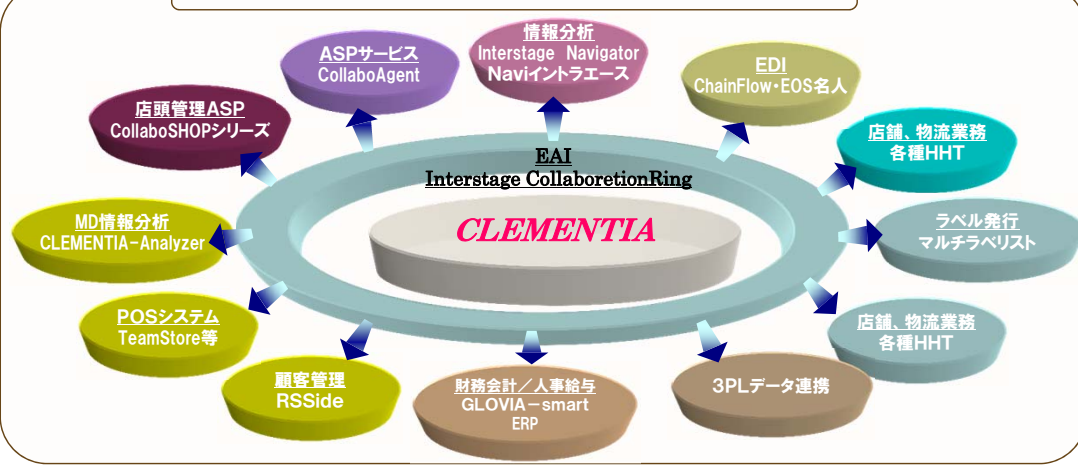 情報分析
Interstage Navigator
Naviイントラエース
ASPサービス
CollaboAgent
EDI
ChainFlow・EOS名人
店頭管理ASP
CollaboSHOPシリーズ
店舗、物流業務
各種HHT
EAI
Interstage CollaboretionRing
CLEMENTIA
MD情報分析
CLEMENTIA-Analyzer
ラベル発行
マルチラベリスト
POSシステム
TeamStore等
店舗、物流業務
各種HHT
顧客管理
RSSide
財務会計／人事給与
GLOVIA－smart
ERP
3PLデータ連携